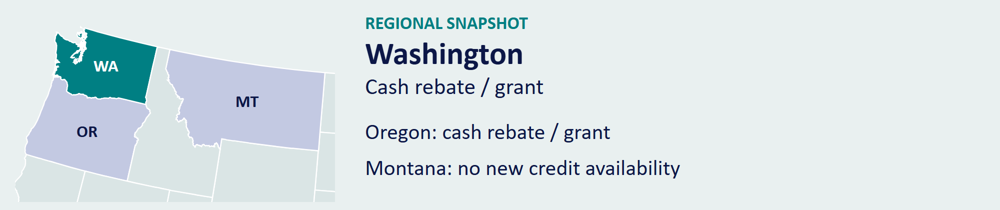 REGIONAL SNAPSHOT
Washington
Cash rebate / grant
Oregon: cash rebate / grant
Montana: no new credit availability
WA
MT
OR